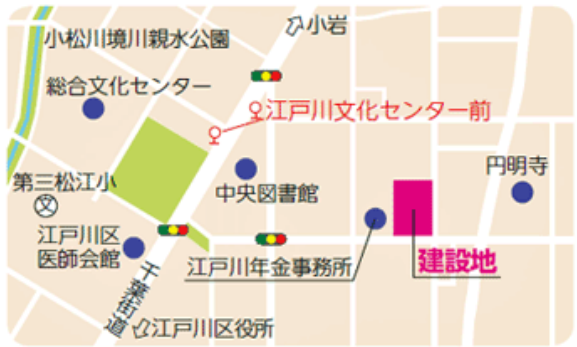 小岩
小松川境川親水公園
総合文化センター
江戸川文化センター前
円明寺
第三松江小
文
中央図書館
江戸川区
医師会館
江戸川年金事務所
建設地
千葉街道
江戸川区役所